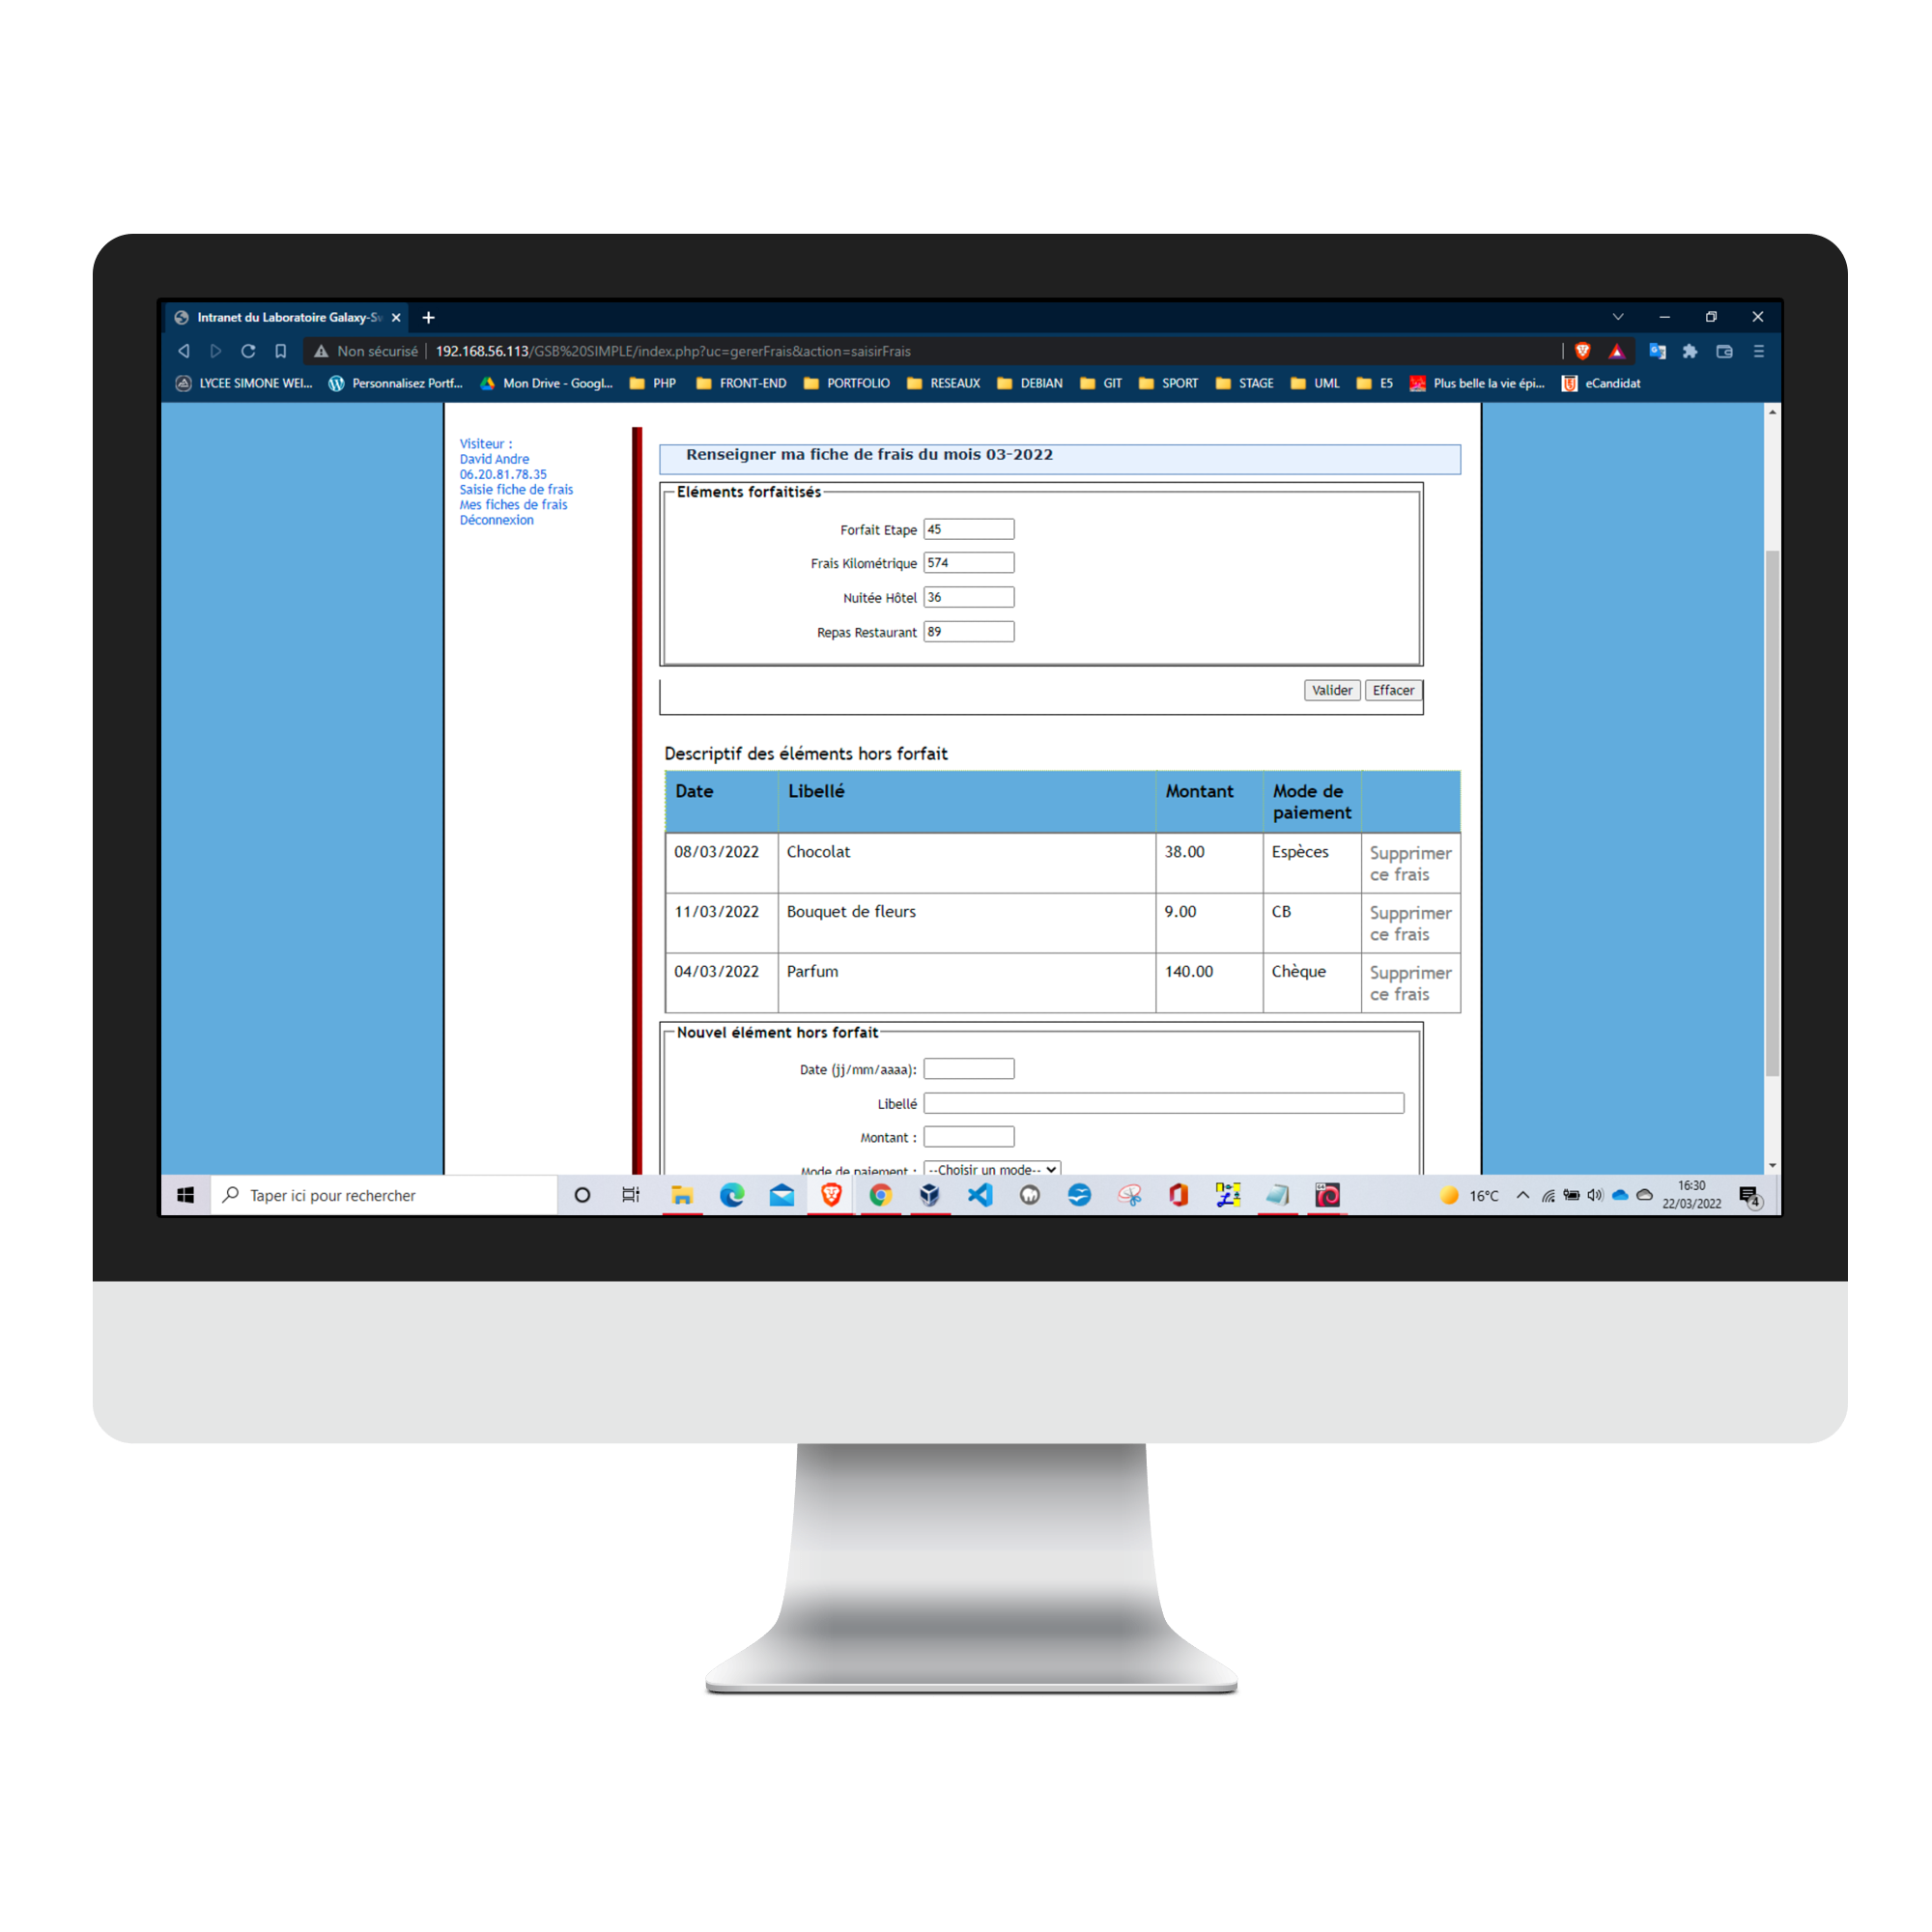 Intranet du Laboratoire Galaxy-Sw
Non sécurisé
192.168.56.113/GSB%20SIMPLE/index.php?uc=gererFrais&action=saisirFrais
LYCEE SIMONE WEI... Personnalisez Portf... Mon Drive - Googl... PHP FRONT-END PORTFOLIO RESEAUX DEBIAN GIT SPORT STAGE UML E5 Plus belle la vie épi... eCandidat
Visiteur :
David Andre
06.20.81.78.35
Saisie fiche de frais
Mes fiches de frais
Déconnexion
Renseigner ma fiche de frais du mois 03-2022
Eléments forfaitisés
Forfait Etape 45
Frais Kilométrique 574
Nuitée Hôtel 36
Repas Restaurant 89
Valider Effacer
Descriptif des éléments hors forfait
Date Libellé Montant Mode de paiement
08/03/2022 Chocolat 38.00 Espèces Supprimer ce frais
11/03/2022 Bouquet de fleurs 9.00 CB Supprimer ce frais
04/03/2022 Parfum 140.00 Chèque Supprimer ce frais
Nouvel élément hors forfait
Date (jj/mm/aaaa):
Libellé
Montant :
Mode de paiement : --Choisir un mode--
Taper ici pour rechercher
16°C
16:30
22/03/2022
4